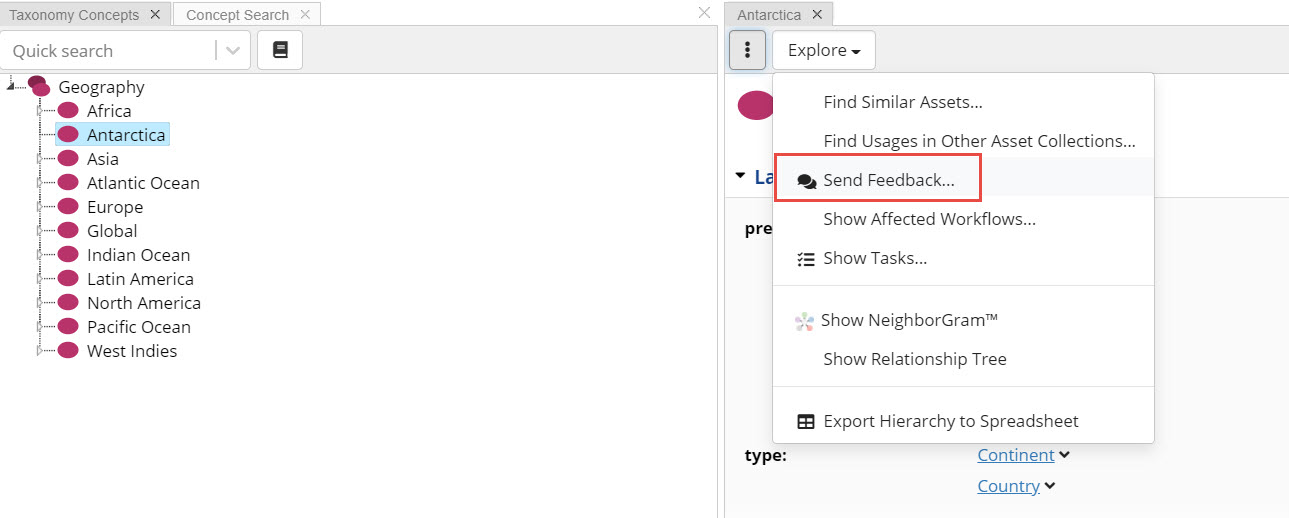 Taxonomy Concepts
Concept Search
Quick search
Geography
Africa
Antarctica
Asia
Atlantic Ocean
Europe
Global
Indian Ocean
Latin America
North America
Pacific Ocean
West Indies
Antarctica
Explore
Find Similar Assets...
Find Usages in Other Asset Collections...
La
Send Feedback...
pre
Show Affected Workflows...
Show Tasks...
Show NeighborGram™
Show Relationship Tree
Export Hierarchy to Spreadsheet
type:
Continent
Country